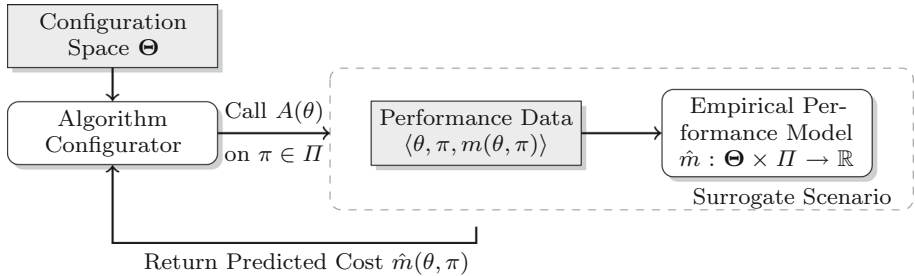 Configuration
Space Θ
Algorithm
Configurator
Call A(θ)
on π ∈ Π
Performance Data
⟨θ, π, m(θ, π)⟩
Empirical Per-
formance Model
m̂ : Θ × Π → ℝ
Surrogate Scenario
Return Predicted Cost m̂(θ, π)